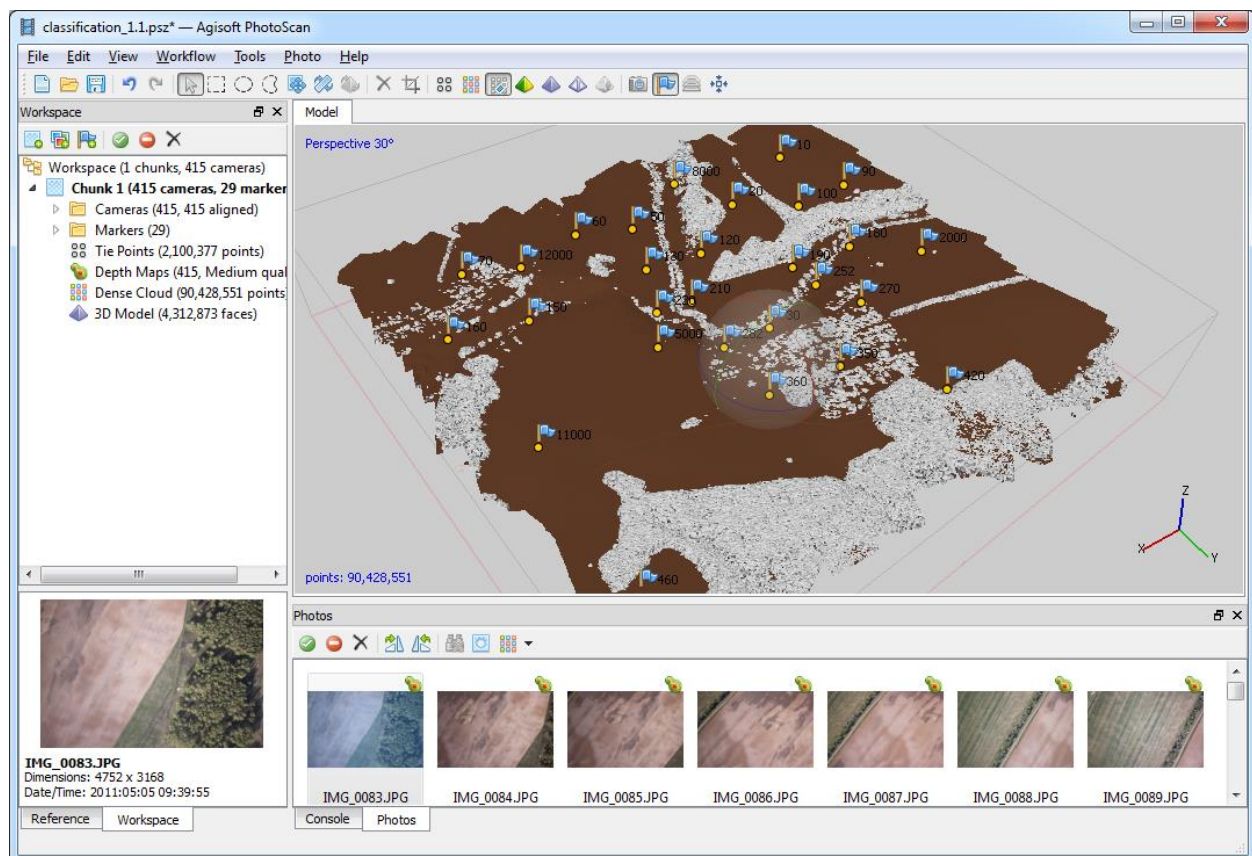 classification_1.1.psz* — Agisoft PhotoScan
File Edit View Workflow Tools Photo Help
Workspace
Model
Perspective 30°
Workspace (1 chunks, 415 cameras)
Chunk 1 (415 cameras, 29 marker
Cameras (415, 415 aligned)
Markers (29)
Tie Points (2,100,377 points)
Depth Maps (415, Medium qual
Dense Cloud (90,428,551 points
3D Model (4,312,873 faces)
10
8000
90
20
100
60
50
120
180
2000
70
12000
130
190
252
210
270
220
150
30
160
5000
282
350
360
420
11000
460
Z
X
Y
points: 90,428,551
Photos
IMG_0083.JPG
Dimensions: 4752 x 3168
Date/Time: 2011:05:05 09:39:55
IMG_0083.JPG IMG_0084.JPG IMG_0085.JPG IMG_0086.JPG IMG_0087.JPG IMG_0088.JPG IMG_0089.JPG
Reference Workspace
Console Photos